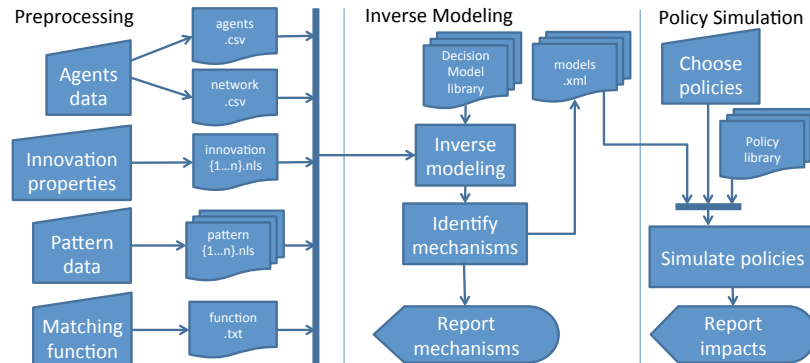 Preprocessing
Agents
data
agents
.csv
network
.csv
Innovation
properties
innovation
{1...n}.nls
Pattern
data
pattern
{1...n}.nls
Matching
function
function
.txt
Inverse Modeling
Decision
Model
library
models
.xml
Inverse
modeling
Identify
mechanisms
Report
mechanisms
Policy Simulation
Choose
policies
Policy
library
Simulate policies
Report
impacts